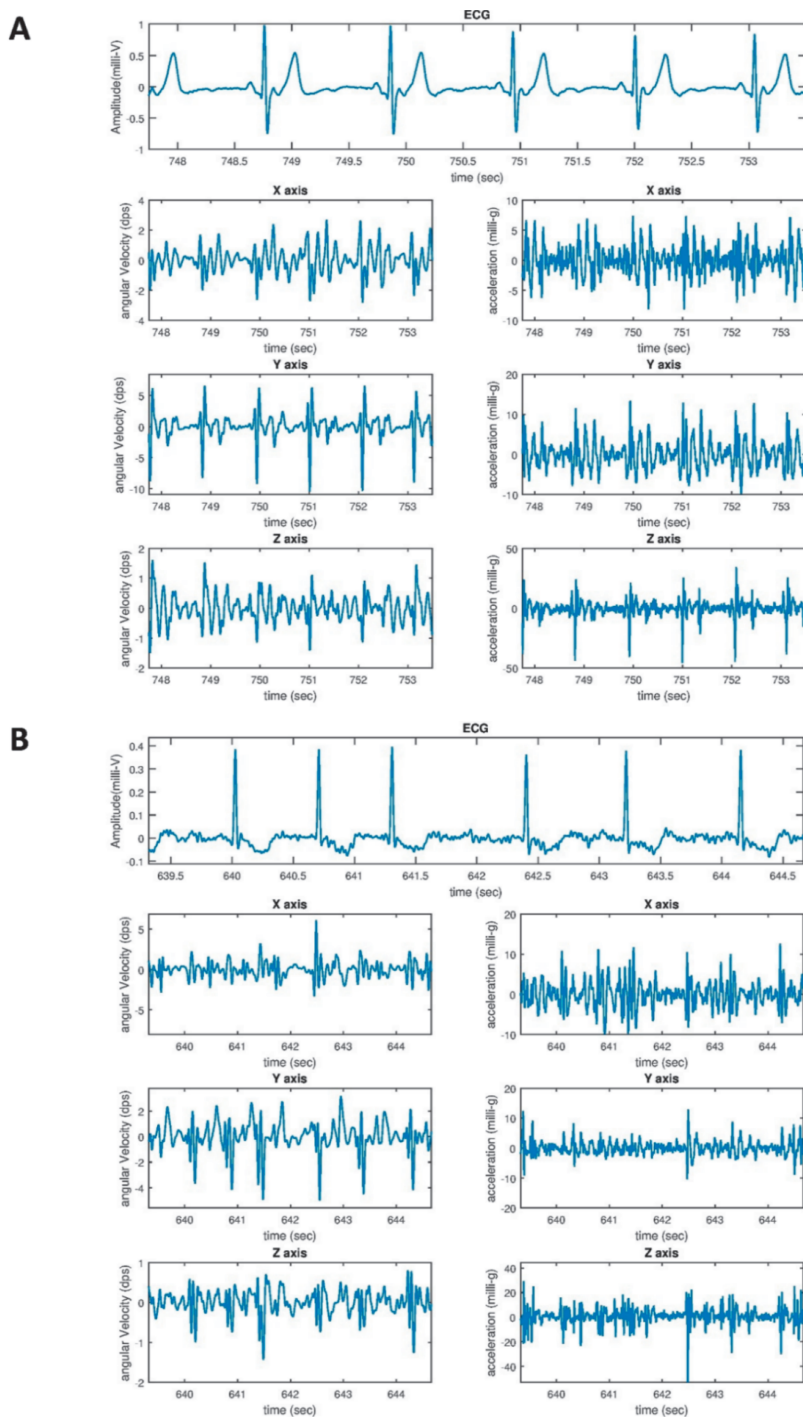 A
ECG
Amplitude(milli-V)
1
0.5
0
-0.5
-1
748 748.5 749 749.5 750 750.5 751 751.5 752 752.5 753
time (sec)
X axis
angular Velocity (dps)
4
2
0
-2
-4
748 749 750 751 752 753
time (sec)
X axis
acceleration (milli-g)
10
5
0
-5
-10
748 749 750 751 752 753
time (sec)
Y axis
angular Velocity (dps)
5
0
-5
-10
748 749 750 751 752 753
time (sec)
Y axis
acceleration (milli-g)
20
10
0
-10
748 749 750 751 752 753
time (sec)
Z axis
angular Velocity (dps)
2
1
0
-1
-2
748 749 750 751 752 753
time (sec)
Z axis
acceleration (milli-g)
50
0
-50
748 749 750 751 752 753
time (sec)
B
ECG
Amplitude(milli-V)
0.4
0.3
0.2
0.1
0
-0.1
639.5 640 640.5 641 641.5 642 642.5 643 643.5 644 644.5
time (sec)
X axis
angular Velocity (dps)
5
0
-5
640 641 642 643 644
time (sec)
X axis
acceleration (milli-g)
20
10
0
-10
640 641 642 643 644
time (sec)
Y axis
angular Velocity (dps)
2
0
-2
-4
640 641 642 643 644
time (sec)
Y axis
acceleration (milli-g)
20
10
0
-10
-20
640 641 642 643 644
time (sec)
Z axis
angular Velocity (dps)
1
0
-1
-2
640 641 642 643 644
time (sec)
Z axis
acceleration (milli-g)
40
20
0
-20
-40
640 641 642 643 644
time (sec)